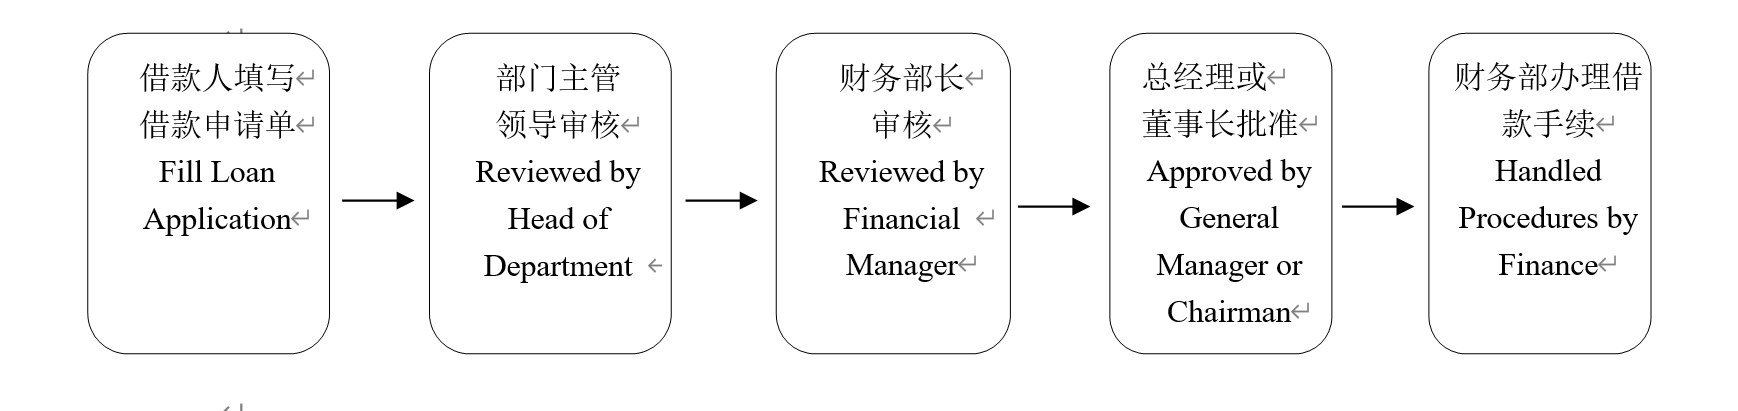 借款人填写
借款申请单
Fill Loan
Application
部门主管
领导审核
Reviewed by
Head of
Department
财务部长
审核
Reviewed by
Financial
Manager
总经理或
董事长批准
Approved by
General
Manager or
Chairman
财务部办理借
款手续
Handled
Procedures by
Finance